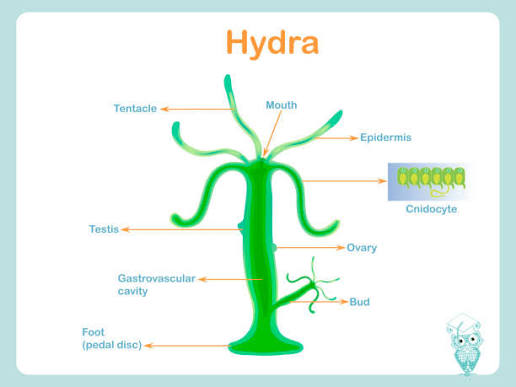 Hydra
Tentacle
Mouth
Epidermis
Cnidocyte
Testis
Ovary
Gastrovascular
cavity
Bud
Foot
(pedal disc)